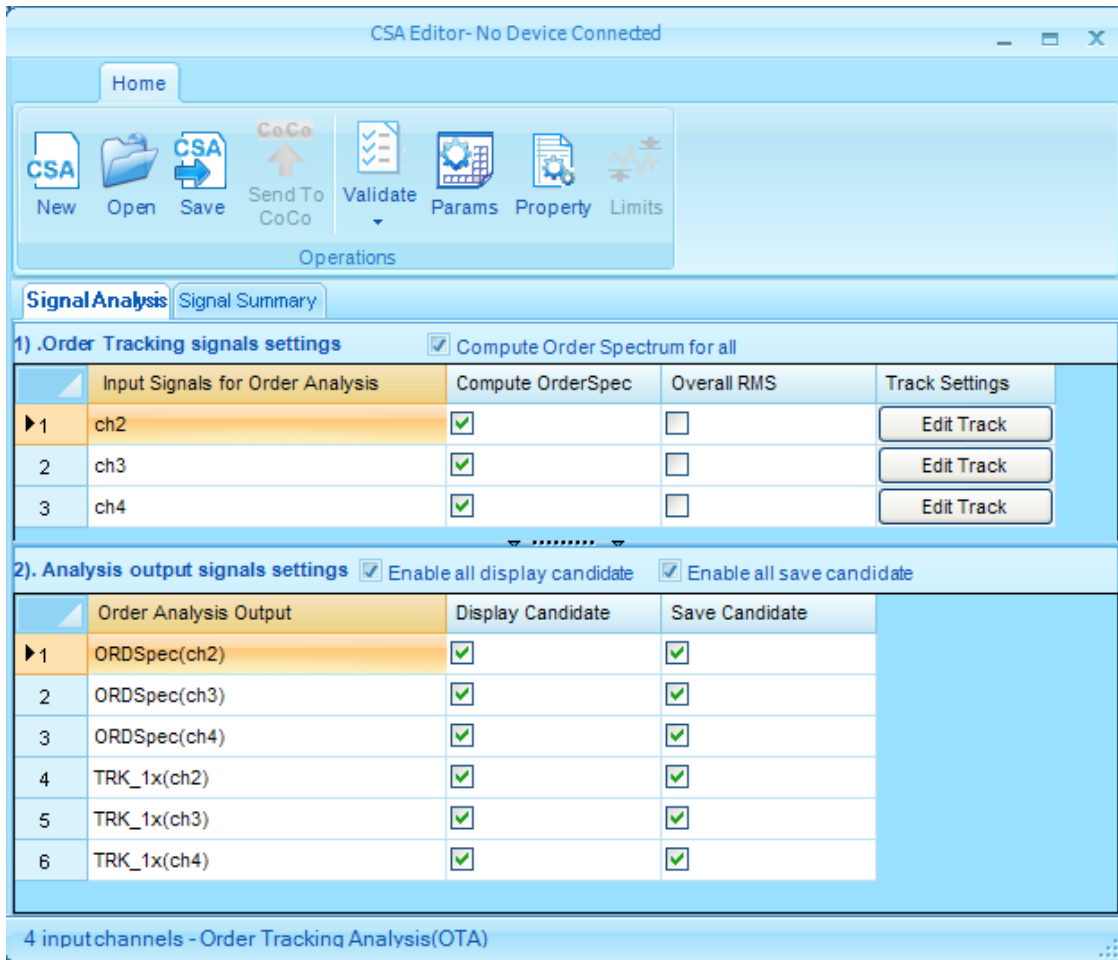 CSA Editor- No Device Connected
Home
CSA
New
Open
CSA
Save
CoCo
Send To
CoCo
Validate
Params
Property
Limits
Operations
Signal Analysis
Signal Summary
1) .Order Tracking signals settings
Compute Order Spectrum for all
Input Signals for Order Analysis Compute OrderSpec Overall RMS Track Settings
1 ch2 Edit Track
2 ch3 Edit Track
3 ch4 Edit Track
2). Analysis output signals settings Enable all display candidate Enable all save candidate
Order Analysis Output Display Candidate Save Candidate
1 ORDSpec(ch2)
2 ORDSpec(ch3)
3 ORDSpec(ch4)
4 TRK_1x(ch2)
5 TRK_1x(ch3)
6 TRK_1x(ch4)
4 input channels - Order Tracking Analysis(OTA)